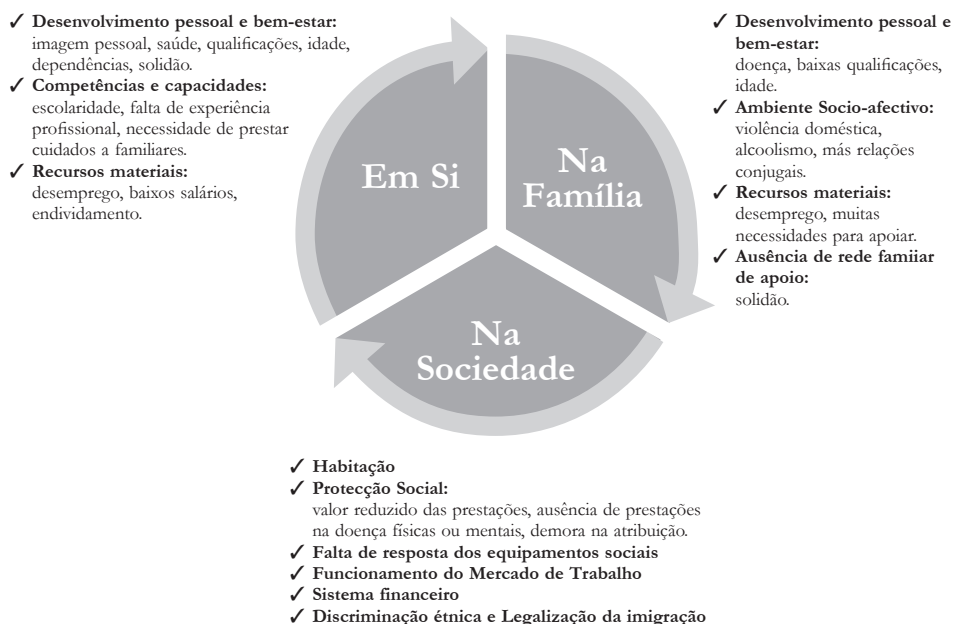 ✓ Desenvolvimento pessoal e bem-estar:
imagem pessoal, saúde, qualificações, idade,
dependências, solidão.
✓ Competências e capacidades:
escolaridade, falta de experiência
profissional, necessidade de prestar
cuidados a familiares.
✓ Recursos materiais:
desemprego, baixos salários,
endividamento.
Em Si
Na
Família
✓ Desenvolvimento pessoal e
bem-estar:
doença, baixas qualificações,
idade.
✓ Ambiente Socio-afectivo:
violência doméstica,
alcoolismo, más relações
conjugais.
✓ Recursos materiais:
desemprego, muitas
necessidades para apoiar.
✓ Ausência de rede famiiar
de apoio:
solidão.
Na
Sociedade
✓ Habitação
✓ Protecção Social:
valor reduzido das prestações, ausência de prestações
na doença físicas ou mentais, demora na atribuição.
✓ Falta de resposta dos equipamentos sociais
✓ Funcionamento do Mercado de Trabalho
✓ Sistema financeiro
✓ Discriminação étnica e Legalização da imigração